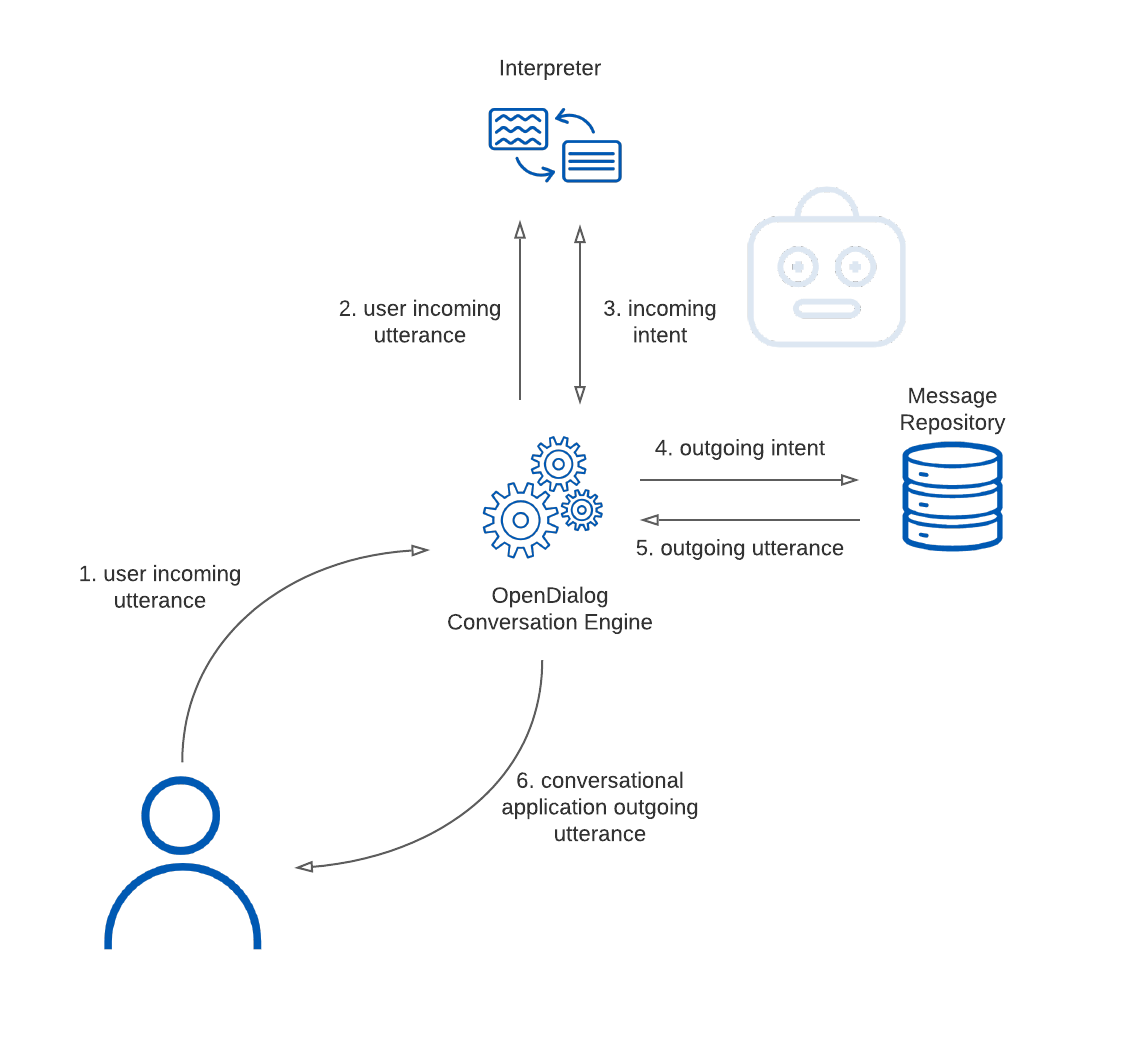 Interpreter
2. user incoming
utterance
3. incoming
intent
Message
Repository
4. outgoing intent
5. outgoing utterance
1. user incoming
utterance
OpenDialog
Conversation Engine
6. conversational
application outgoing
utterance